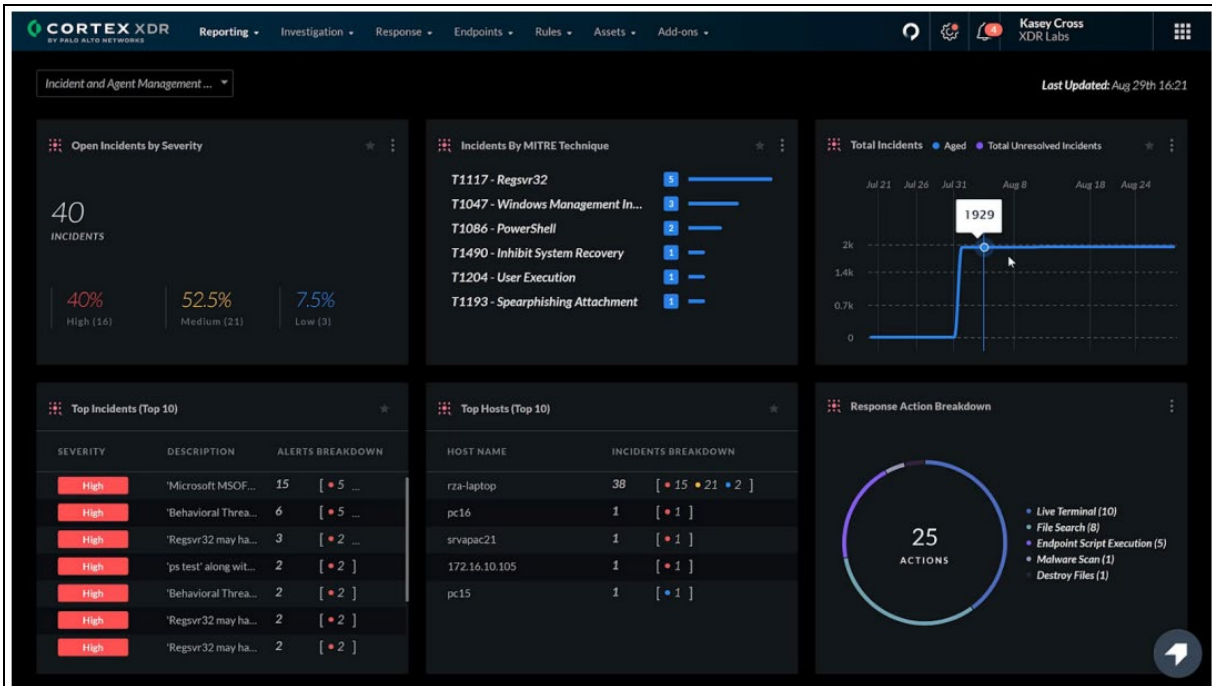 CORTEX XDR
BY PALO ALTO NETWORKS
Reporting
Investigation
Response
Endpoints
Rules
Assets
Add-ons
4
Kasey Cross
XDR Labs
Incident and Agent Management ...
Last Updated: Aug 29th 16:21
Open Incidents by Severity
40
INCIDENTS
40%
High (16)
52.5%
Medium (21)
7.5%
Low (3)
Incidents By MITRE Technique
T1117 - Regsvr32 5
T1047 - Windows Management In... 3
T1086 - PowerShell 2
T1490 - Inhibit System Recovery 1
T1204 - User Execution 1
T1193 - Spearphishing Attachment 1
Total Incidents Aged Total Unresolved Incidents
Jul 21 Jul 26 Jul 31 Aug 8 Aug 18 Aug 24
1929
2k
1.4k
0.7k
0
Top Incidents (Top 10)
SEVERITY DESCRIPTION ALERTS BREAKDOWN
High 'Microsoft MSOF... 15 [ • 5 ...
High 'Behavioral Threa... 6 [ • 5 ...
High 'Regsvr32 may ha... 3 [ • 2 ...
High 'ps test' along wit... 2 [ • 2 ]
High 'Behavioral Threa... 2 [ • 2 ]
High 'Regsvr32 may ha... 2 [ • 2 ]
High 'Regsvr32 may ha... 2 [ • 2 ]
Top Hosts (Top 10)
HOST NAME INCIDENTS BREAKDOWN
rza-laptop 38 [ • 15 • 21 • 2 ]
pc16 1 [ • 1 ]
srvapac21 1 [ • 1 ]
172.16.10.105 1 [ • 1 ]
pc15 1 [ • 1 ]
Response Action Breakdown
25
ACTIONS
Live Terminal (10)
File Search (8)
Endpoint Script Execution (5)
Malware Scan (1)
Destroy Files (1)